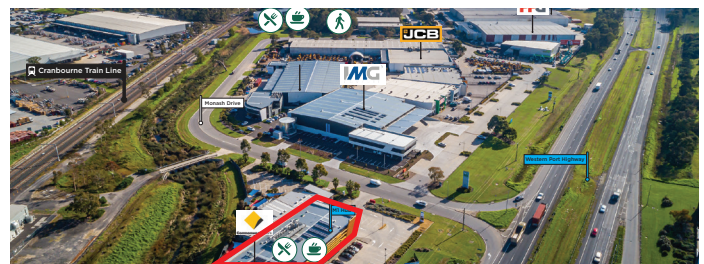 JCB
IMG
Cranbourne Train Line
Monash Drive
Western Port Highway